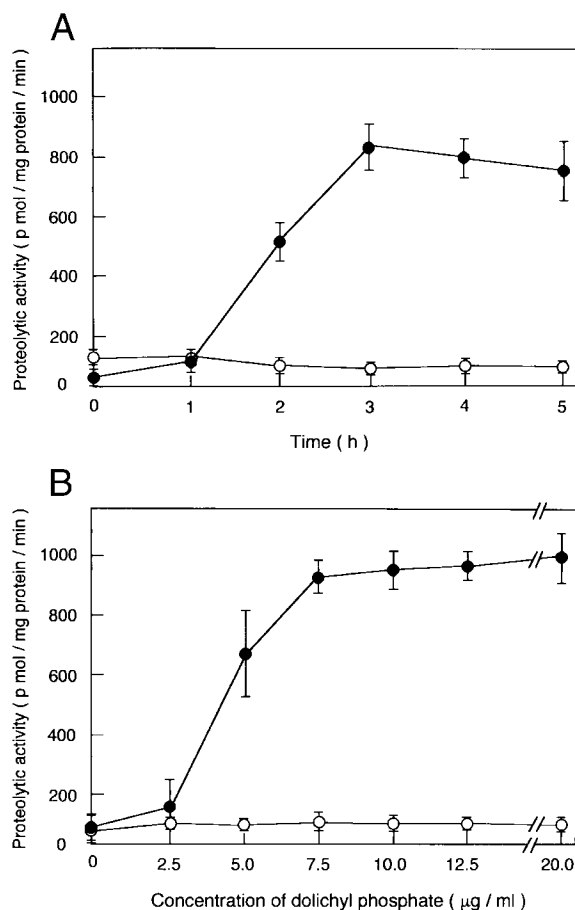 A
Proteolytic activity ( p mol / mg protein / min)
1000
800
600
400
200
0
0 1 2 3 4 5
Time ( h )
B
Proteolytic activity ( p mol / mg protein / min)
1000
800
600
400
200
0
0 2.5 5.0 7.5 10.0 12.5 20.0
Concentration of dolichyl phosphate ( μg / ml )